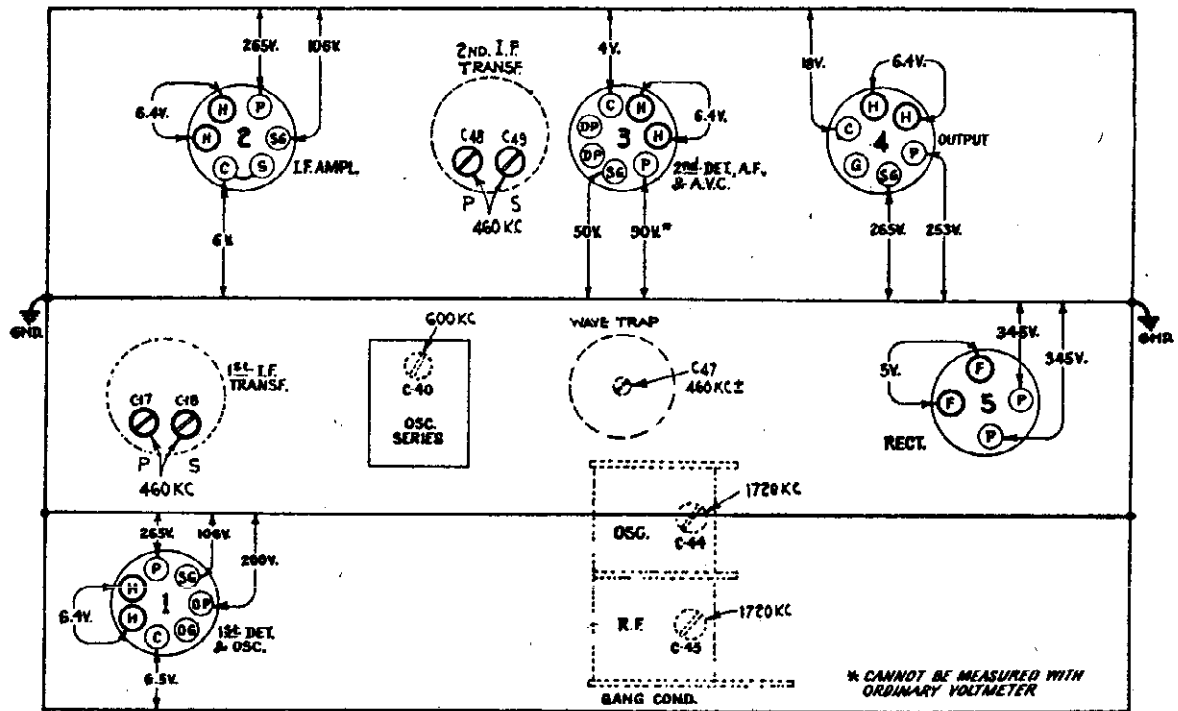 265V. 106V. 4V. 18V.
2ND. I.F.
TRANSF.
6.4V. H P H 2 SG C S
I.F. AMPL.
C48 C49
P S
460 KC
C H DP 3 H DP SG P
6.4V.
2nd DET., A.F.,
& A.V.C.
6.4V.
H H C 4 P G SG
OUTPUT
6V. 50V. 90V.* 265V. 253V.
GND. GND.
1st I.F.
TRANSF.
C17 C18
P S
460 KC
600 KC
C-40
OSC.
SERIES
WAVE TRAP
C47
460 KC ±
345V. 345V.
5V.
F F 5 P P
RECT.
265V. 106V. 200V.
6.4V.
P SG H 1 OP H C OG
1st DET.
& OSC.
6.5V.
OSC.
1720 KC
C-44
R.F.
1720 KC
C-45
GANG COND.
* CANNOT BE MEASURED WITH
ORDINARY VOLTMETER